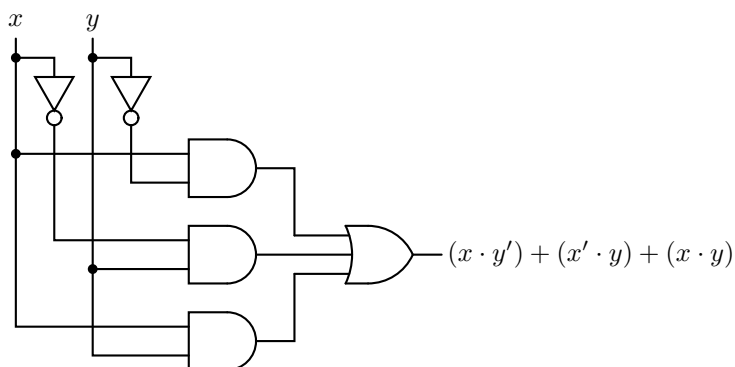 x y
(x · y′) + (x′ · y) + (x · y)